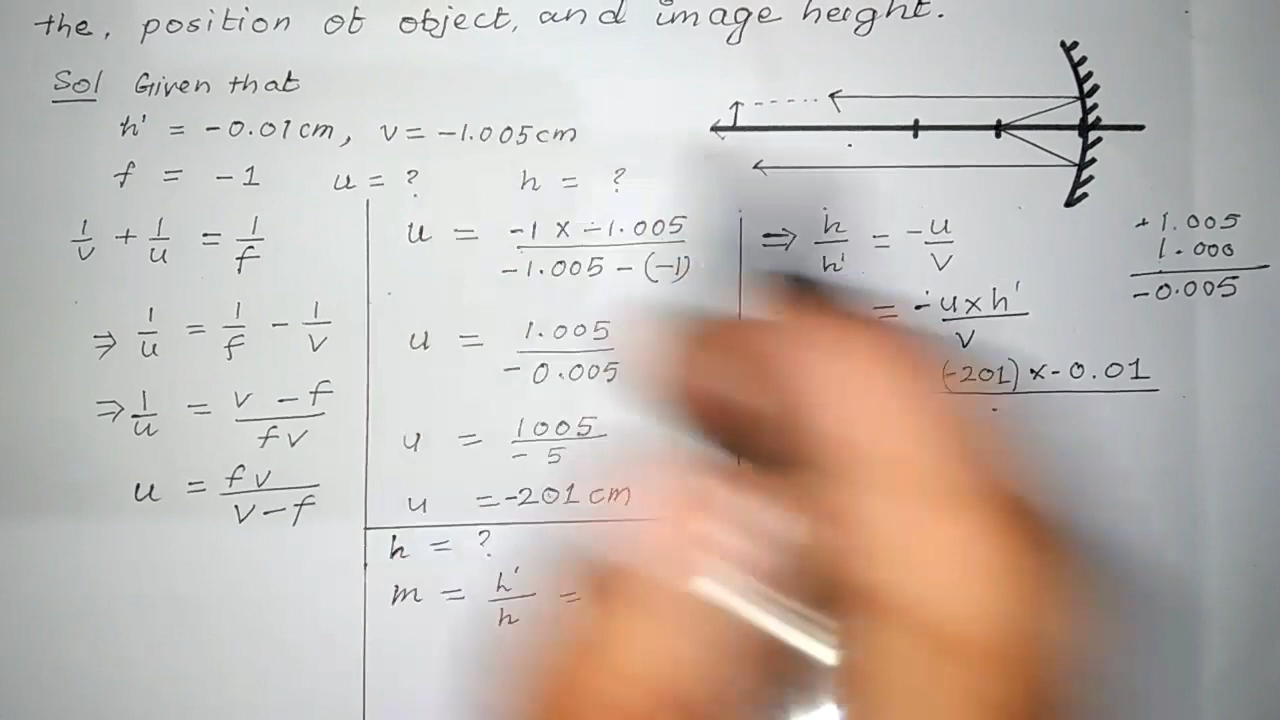 the, position of object, and image height.
Sol Given that
h' = -0.01cm, v = -1.005cm
f = -1 u = ? h = ?
1/v + 1/u = 1/f
⇒ 1/u = 1/f - 1/v
⇒ 1/u = v - f / fv
u = fv / v-f
u = -1 x -1.005 / -1.005 - (-1)
u = 1.005 / -0.005
u = 1005 / -5
u = -201 cm
h = ?
m = h'/h =
⇒ h/h' = -u/v
= -u x h' / v
(-201) x -0.01
+1.005
1.000
-0.005